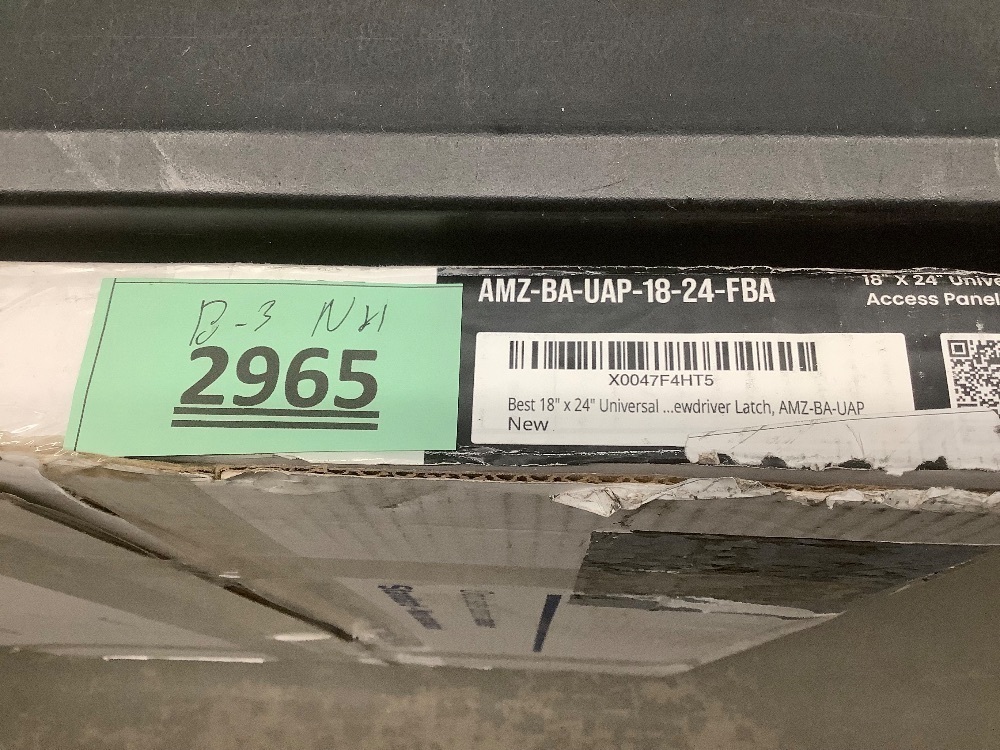 B-3 NH
2965
AMZ-BA-UAP-18-24-FBA
18" X 24" Unive
Access Panel
X0047F4HT5
Best 18" x 24" Universal ...ewdriver Latch, AMZ-BA-UAP
New